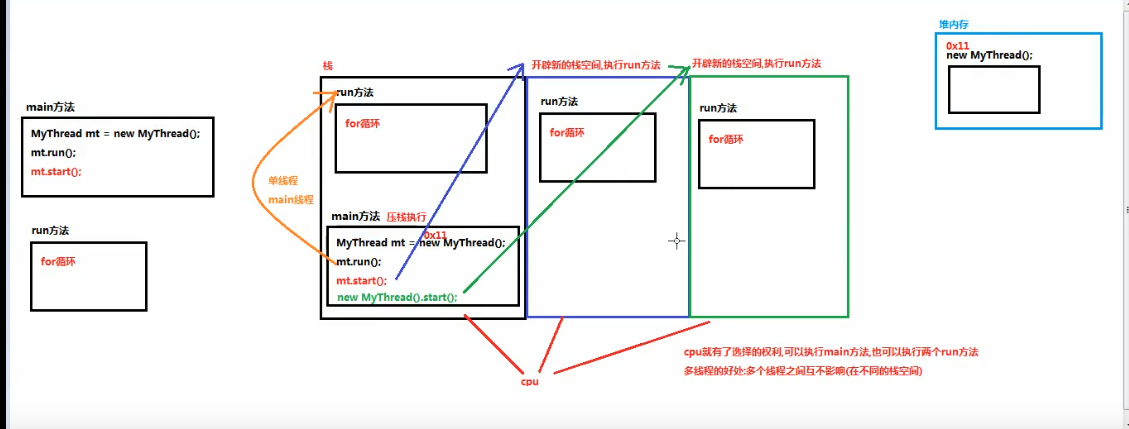 堆内存
0x11
new MyThread();
栈
开辟新的栈空间,执行run方法
开辟新的栈空间,执行run方法
main方法
MyThread mt = new MyThread();
mt.run();
mt.start();
run方法
for循环
run方法
for循环
单线程
main线程
main方法 压栈执行
0x11
MyThread mt = new MyThread();
mt.run();
mt.start();
new MyThread().start();
run方法
for循环
run方法
for循环
cpu
cpu就有了选择的权利,可以执行main方法,也可以执行两个run方法
多线程的好处:多个线程之间互不影响(在不同的栈空间)